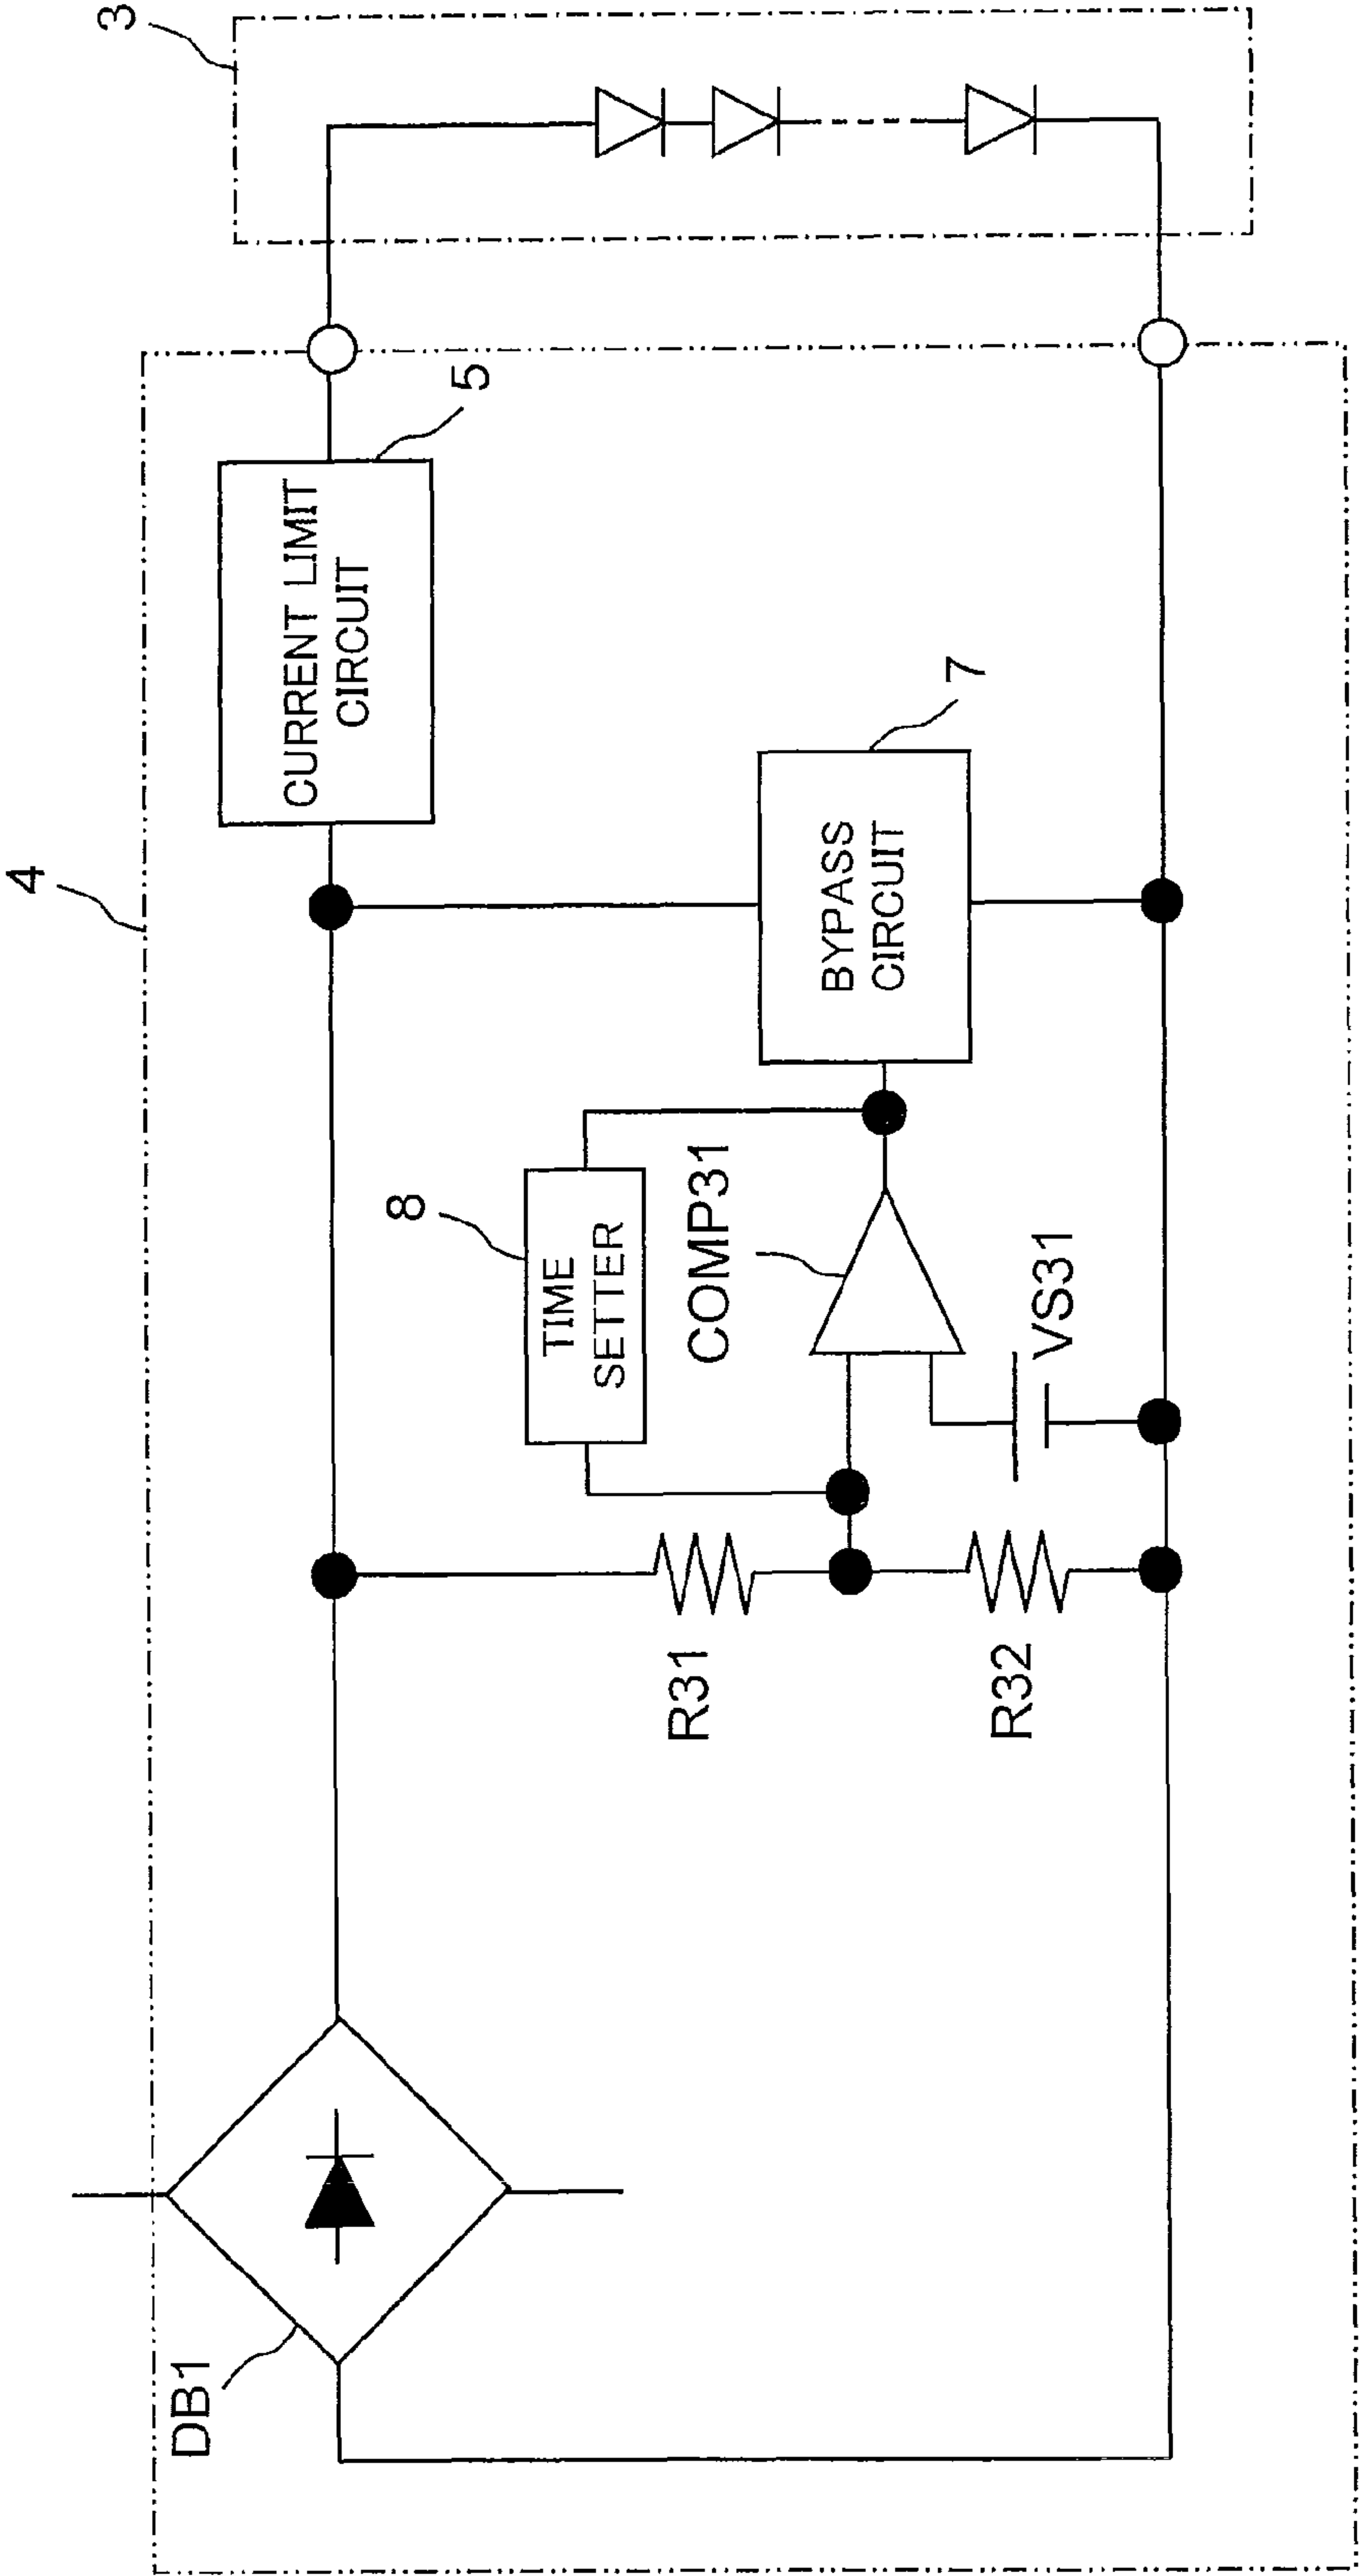 3
4
5
CURRENT LIMIT
CIRCUIT
7
BYPASS
CIRCUIT
8
TIME
SETTER
COMP31
VS31
R31
R32
DB1